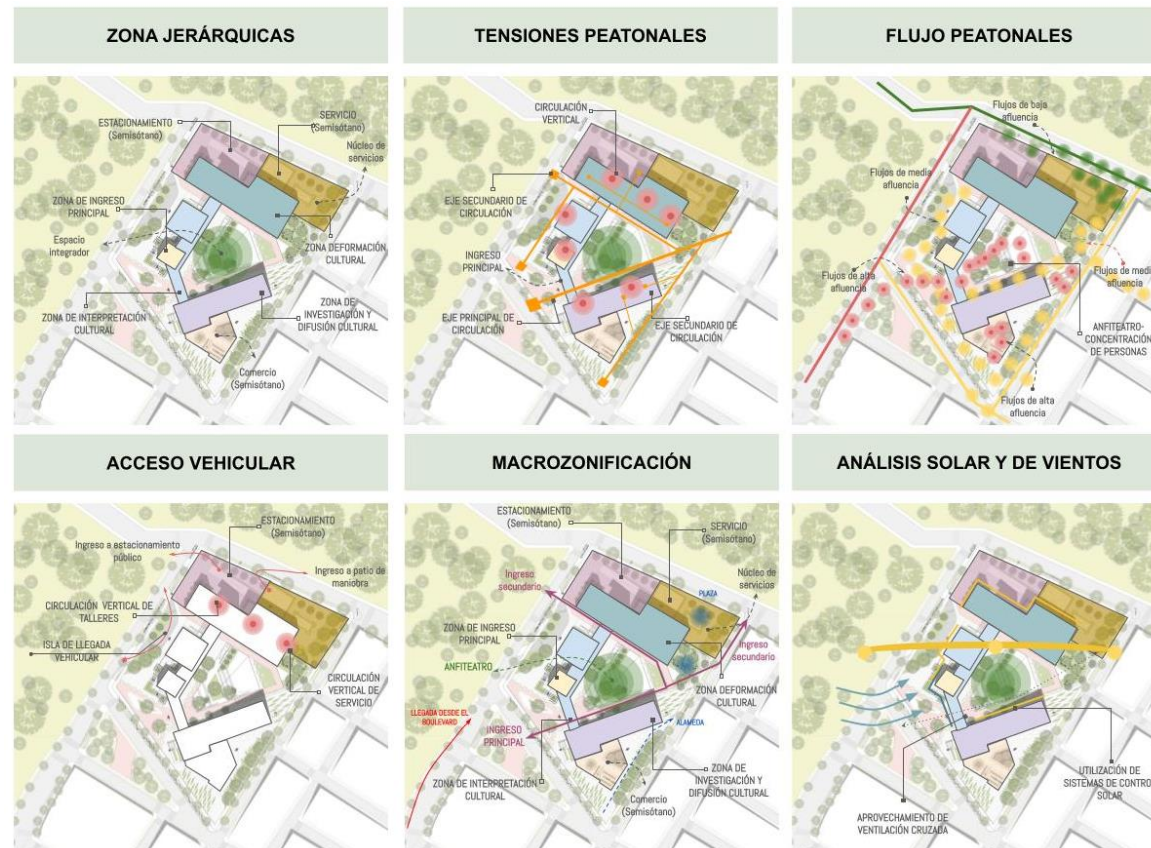 ZONA JERÁRQUICAS
ESTACIONAMIENTO
(Semisótano)
SERVICIO
(Semisótano)
Núcleo de
servicios
ZONA DE INGRESO
PRINCIPAL
Espacio
integrador
ZONA DEFORMACIÓN
CULTURAL
ZONA DE INTERPRETACIÓN
CULTURAL
ZONA DE
INVESTIGACIÓN Y
DIFUSIÓN CULTURAL
Comercio
(Semisótano)
TENSIONES PEATONALES
CIRCULACIÓN
VERTICAL
EJE SECUNDARIO DE
CIRCULACIÓN
INGRESO
PRINCIPAL
EJE PRINCIPAL DE
CIRCULACIÓN
EJE SECUNDARIO DE
CIRCULACIÓN
FLUJO PEATONALES
Flujos de baja
afluencia
Flujos de media
afluencia
Flujos de alta
afluencia
Flujos de media
afluencia
ANFITEATRO-
CONCENTRACIÓN
DE PERSONAS
Flujos de alta
afluencia
ACCESO VEHICULAR
ESTACIONAMIENTO
(Semisótano)
Ingreso a estacionamiento
público
Ingreso a patio de
maniobra
CIRCULACIÓN VERTICAL DE
TALLERES
ISLA DE LLEGADA
VEHICULAR
CIRCULACIÓN
VERTICAL DE
SERVICIO
MACROZONIFICACIÓN
ESTACIONAMIENTO
(Semisótano)
SERVICIO
(Semisótano)
Ingreso
secundario
Núcleo de
servicios
PLAZA
ZONA DE INGRESO
PRINCIPAL
Ingreso
secundario
ANFITEATRO
ZONA DEFORMACIÓN
CULTURAL
LLEGADA DESDE EL
BOULEVARD
ALAMEDA
INGRESO
PRINCIPAL
ZONA DE INTERPRETACIÓN
CULTURAL
ZONA DE
INVESTIGACIÓN Y
DIFUSIÓN CULTURAL
Comercio
(Semisótano)
ANÁLISIS SOLAR Y DE VIENTOS
UTILIZACIÓN DE
SISTEMAS DE CONTROL
SOLAR
APROVECHAMIENTO DE
VENTILACIÓN CRUZADA